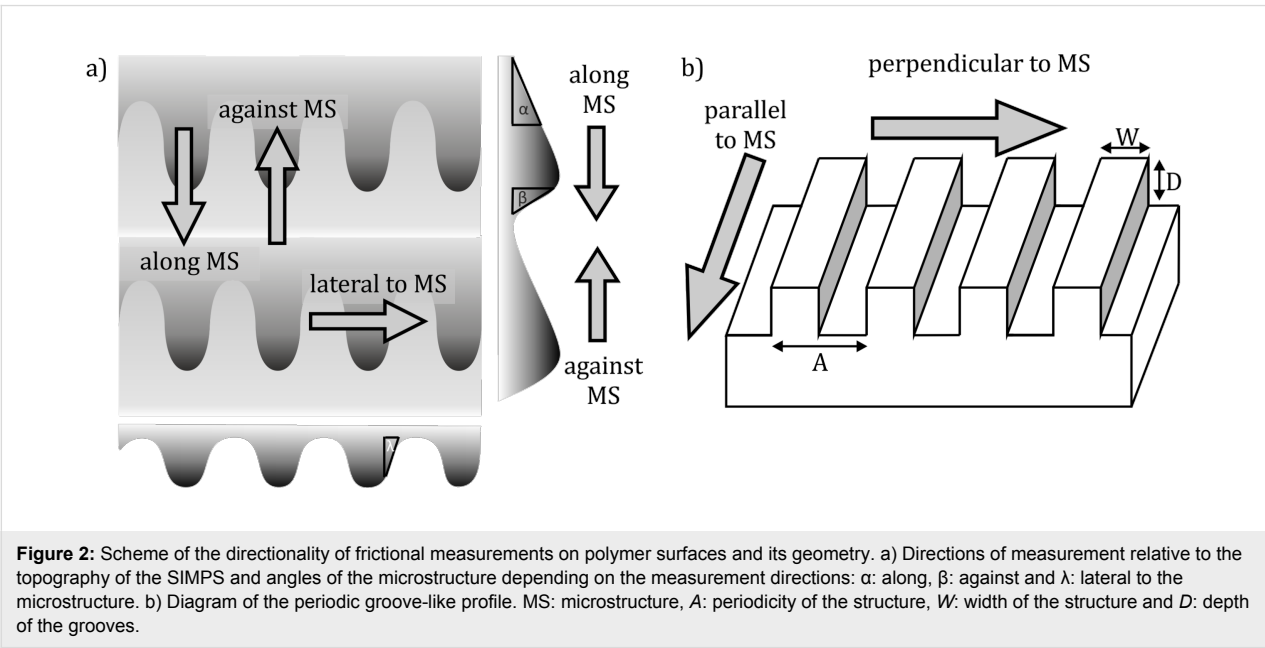 a)
against MS
along MS
lateral to MS
λ
α
β
along
MS
against
MS
b)
perpendicular to MS
parallel
to MS
W
D
A
Figure 2: Scheme of the directionality of frictional measurements on polymer surfaces and its geometry. a) Directions of measurement relative to the
topography of the SIMPS and angles of the microstructure depending on the measurement directions: α: along, β: against and λ: lateral to the
microstructure. b) Diagram of the periodic groove-like profile. MS: microstructure, A: periodicity of the structure, W: width of the structure and D: depth
of the grooves.